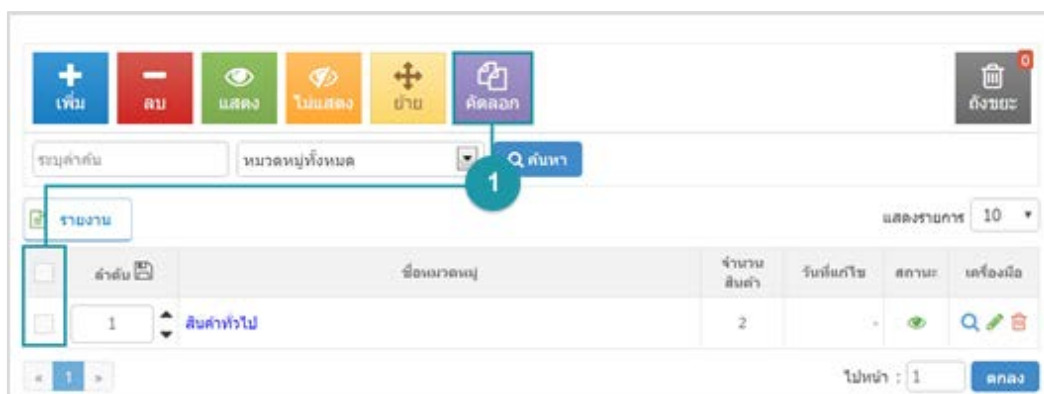 0
เพิ่ม ลบ แสดง ไม่แสดง ย้าย คัดลอก ถังขยะ
ระบุคำค้น หมวดหมู่ทั้งหมด ค้นหา
1
รายงาน แสดงรายการ 10
ลำดับ ชื่อหมวดหมู่ จำนวนสินค้า วันที่แก้ไข สถานะ เครื่องมือ
1 สินค้าทั่วไป 2 -
« 1 » ไปหน้า : 1 ตกลง